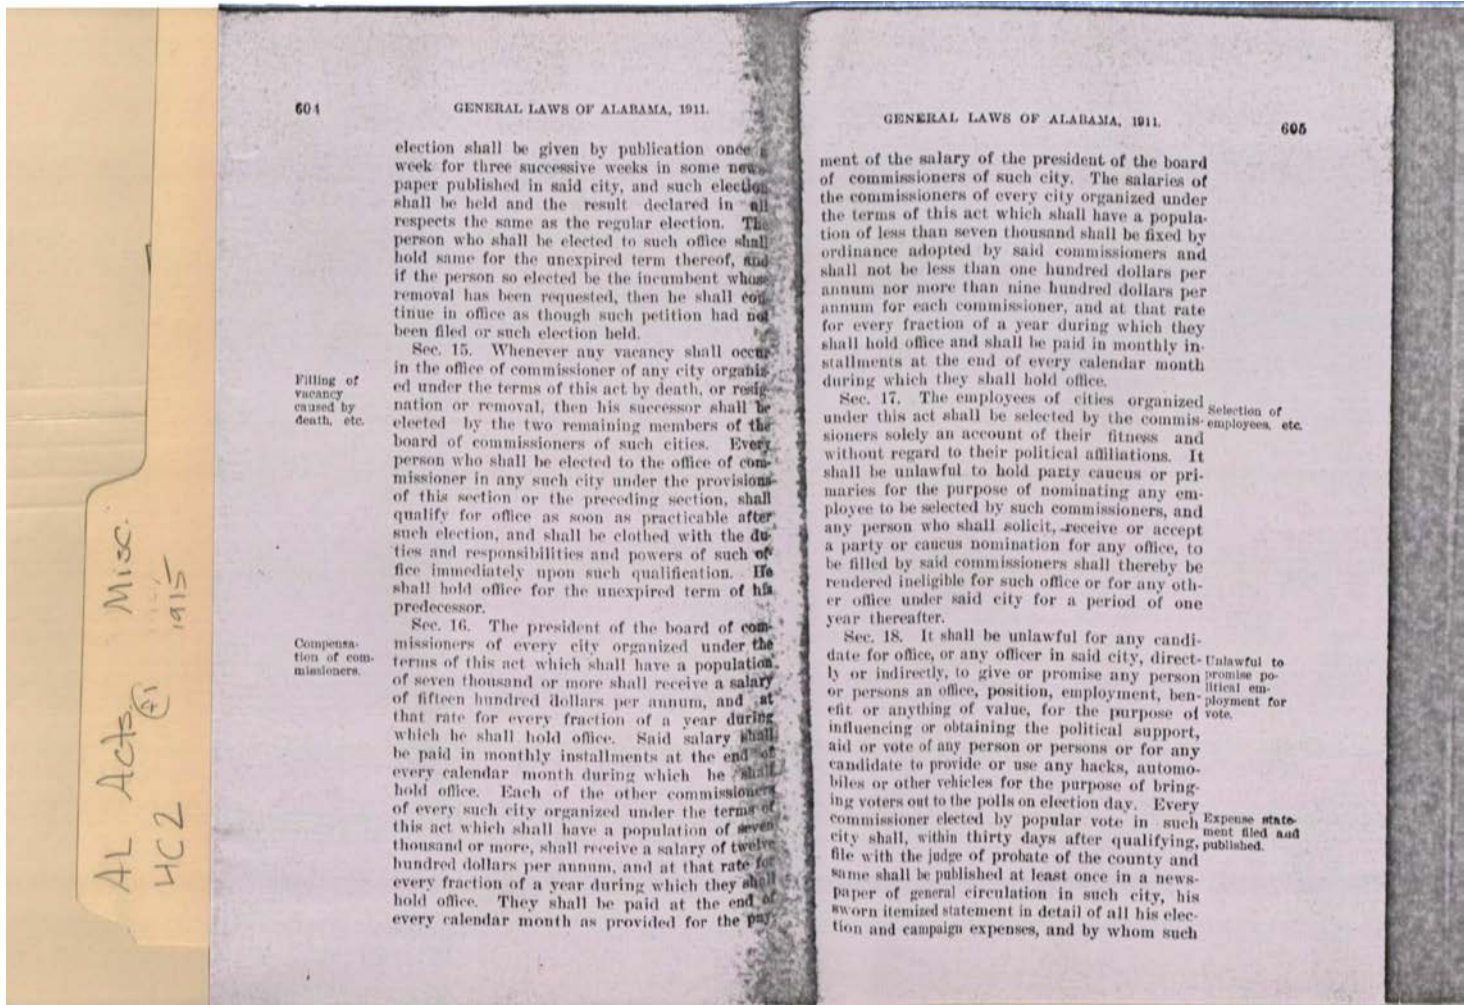 AL Acts, Misc.
4C2 1915
604
GENERAL LAWS OF ALABAMA, 1911.
election shall be given by publication once a
week for three successive weeks in some news
paper published in said city, and such election
shall be held and the result declared in all
respects the same as the regular election. The
person who shall be elected to such office shall
hold same for the unexpired term thereof, and
if the person so elected be the incumbent whose
removal has been requested, then he shall con-
tinue in office as though such petition had not
been filed or such election held.
Filling of
vacancy
caused by
death, etc.
Sec. 15. Whenever any vacancy shall occur
in the office of commissioner of any city organiz-
ed under the terms of this act by death, or resig-
nation or removal, then his successor shall be
elected by the two remaining members of the
board of commissioners of such cities. Every
person who shall be elected to the office of com-
missioner in any such city under the provisions
of this section or the preceding section, shall
qualify for office as soon as practicable after
such election, and shall be clothed with the du-
ties and responsibilities and powers of such of-
fice immediately upon such qualification. He
shall hold office for the unexpired term of his
predecessor.
Compensa-
tion of com-
missioners.
Sec. 16. The president of the board of com-
missioners of every city organized under the
terms of this act which shall have a population
of seven thousand or more shall receive a salary
of fifteen hundred dollars per annum, and at
that rate for every fraction of a year during
which he shall hold office. Said salary shall
be paid in monthly installments at the end of
every calendar month during which he shall
hold office. Each of the other commissioners
of every such city organized under the terms of
this act which shall have a population of seven
thousand or more, shall receive a salary of twelve
hundred dollars per annum, and at that rate for
every fraction of a year during which they shall
hold office. They shall be paid at the end of
every calendar month as provided for the pay-
GENERAL LAWS OF ALABAMA, 1911.
605
ment of the salary of the president of the board
of commissioners of such city. The salaries of
the commissioners of every city organized under
the terms of this act which shall have a popula-
tion of less than seven thousand shall be fixed by
ordinance adopted by said commissioners and
shall not be less than one hundred dollars per
annum nor more than nine hundred dollars per
annum for each commissioner, and at that rate
for every fraction of a year during which they
shall hold office and shall be paid in monthly in-
stallments at the end of every calendar month
during which they shall hold office.
Sec. 17. The employees of cities organized
under this act shall be selected by the commis-
sioners solely an account of their fitness and
without regard to their political affiliations. It
shall be unlawful to hold party caucus or pri-
maries for the purpose of nominating any em-
ployee to be selected by such commissioners, and
any person who shall solicit, receive or accept
a party or caucus nomination for any office, to
be filled by said commissioners shall thereby be
rendered ineligible for such office or for any oth-
er office under said city for a period of one
year thereafter.
Selection of
employees, etc.
Sec. 18. It shall be unlawful for any candi-
date for office, or any officer in said city, direct-
ly or indirectly, to give or promise any person
or persons an office, position, employment, ben-
efit or anything of value, for the purpose of
influencing or obtaining the political support,
aid or vote of any person or persons or for any
candidate to provide or use any hacks, automo-
biles or other vehicles for the purpose of bring-
ing voters out to the polls on election day. Every
commissioner elected by popular vote in such
city shall, within thirty days after qualifying,
file with the judge of probate of the county and
same shall be published at least once in a news-
paper of general circulation in such city, his
sworn itemized statement in detail of all his elec-
tion and campaign expenses, and by whom such
Unlawful to
promise po-
litical em-
ployment for
vote.
Expense state-
ment filed and
published.